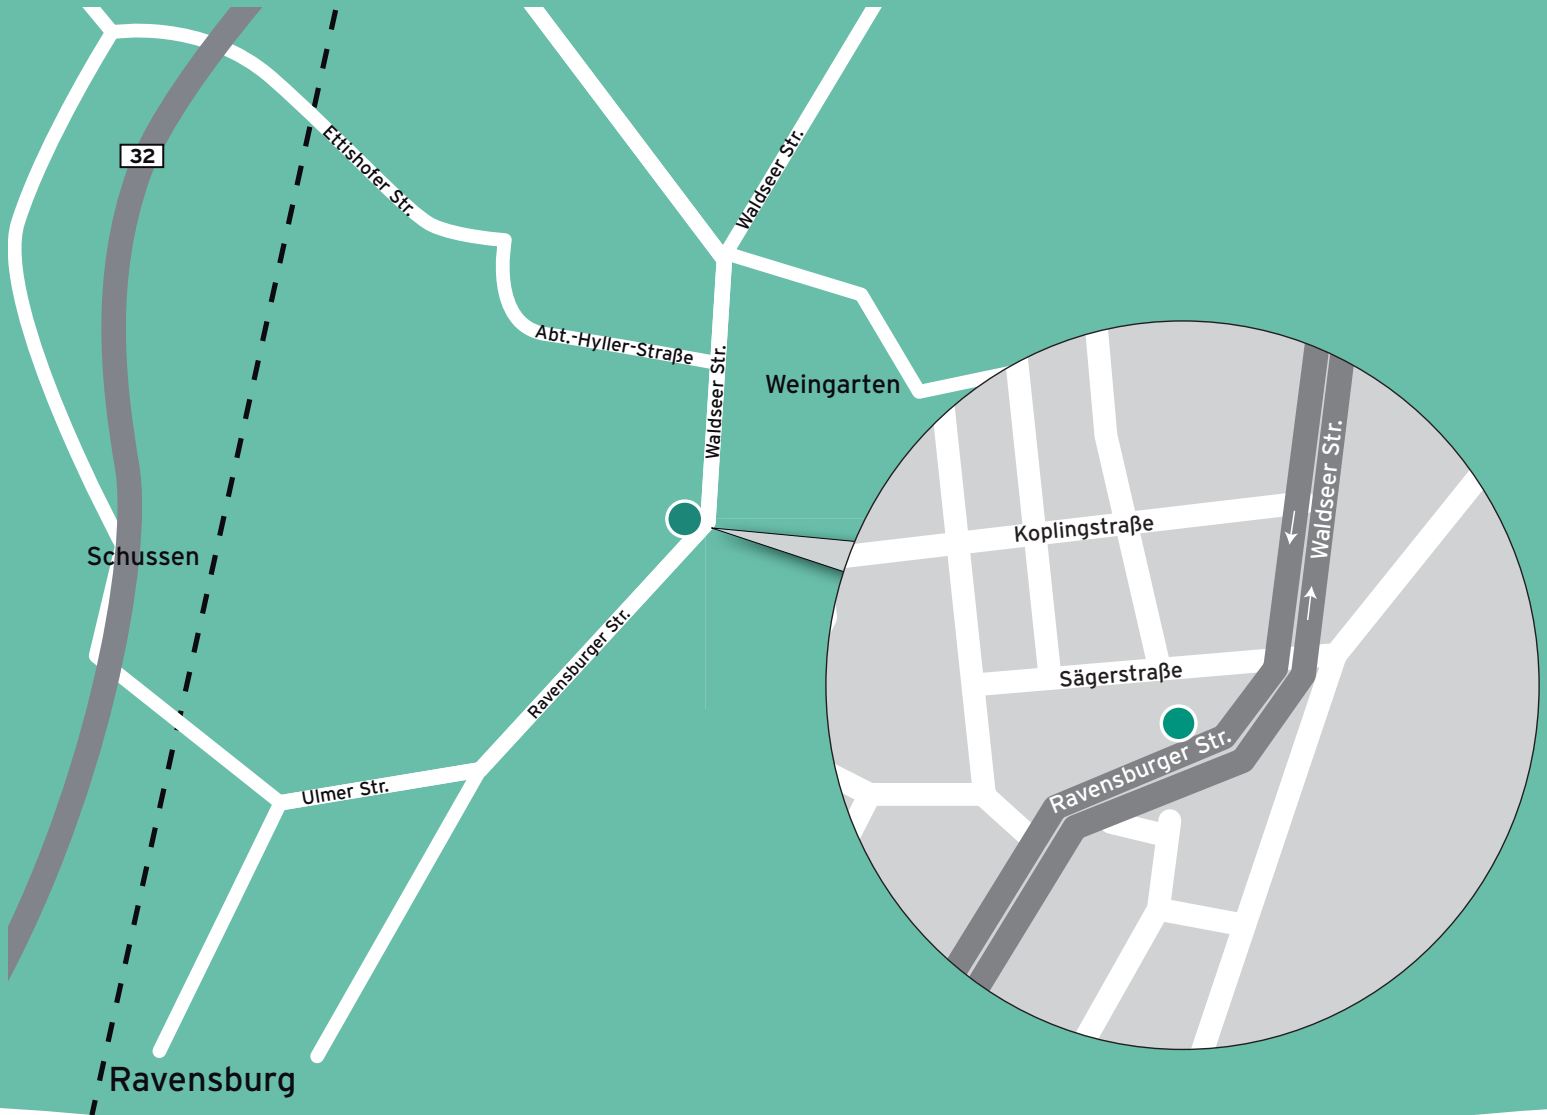 32
Ettishofer Str.
Waldseer Str.
Abt.-Hyller-Straße
Waldseer Str.
Weingarten
Waldseer Str.
Koplingstraße
Schussen
Ravensburger Str.
Sägerstraße
Ravensburger Str.
Ulmer Str.
Ravensburg